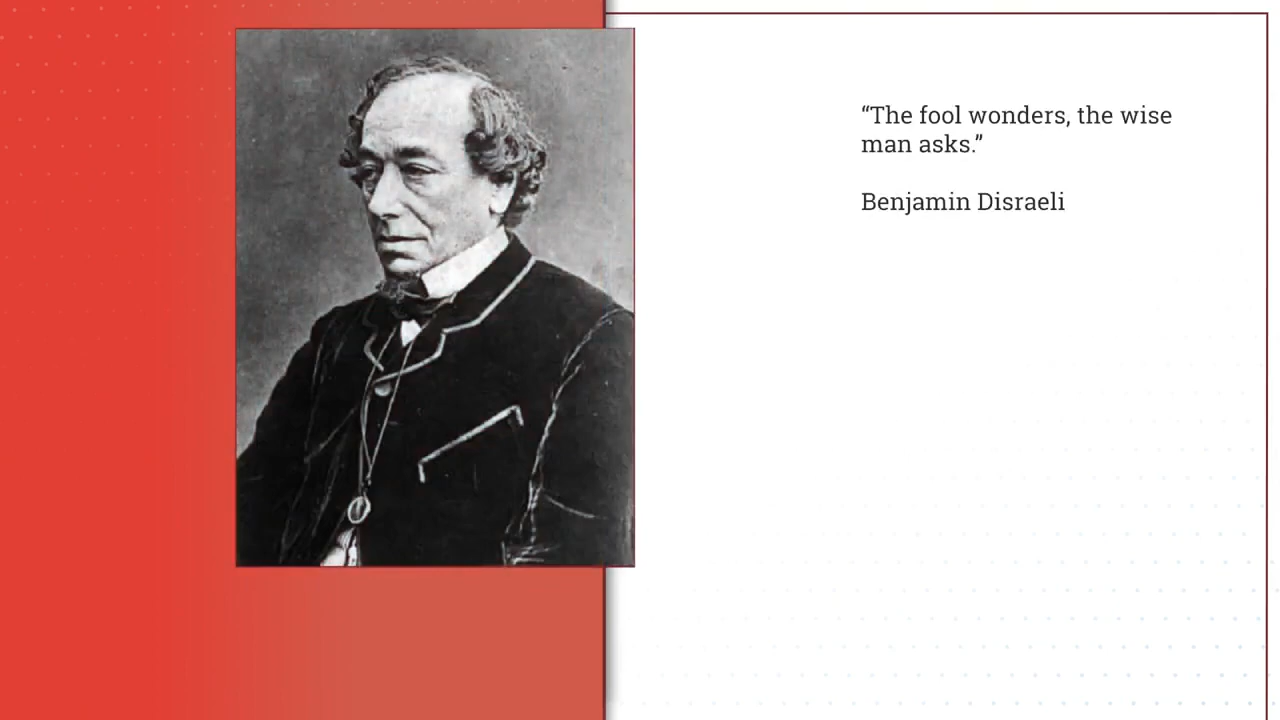 “The fool wonders, the wise
man asks.”
Benjamin Disraeli